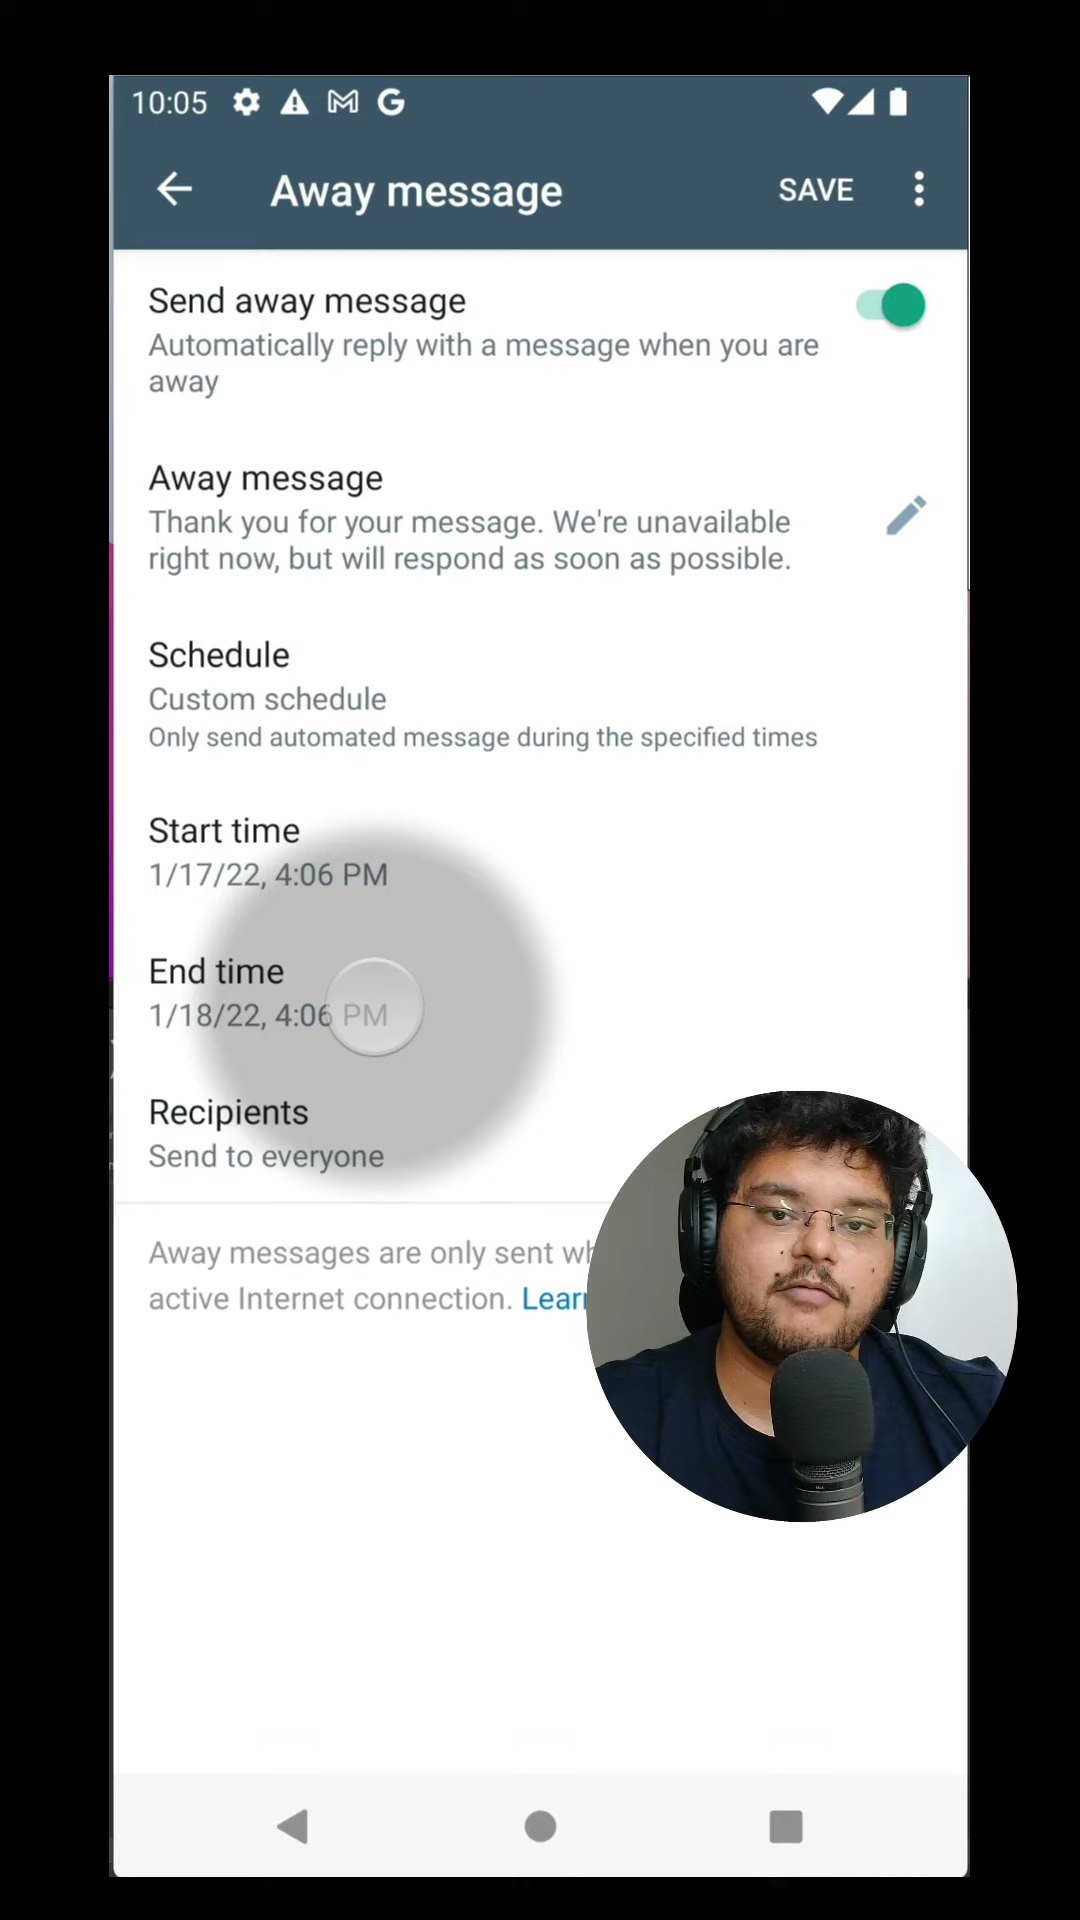 10:05
Away message
SAVE
Send away message
Automatically reply with a message when you are
away
Away message
Thank you for your message. We're unavailable
right now, but will respond as soon as possible.
Schedule
Custom schedule
Only send automated message during the specified times
Start time
1/17/22, 4:06 PM
End time
1/18/22, 4:06 PM
Recipients
Send to everyone
Away messages are only sent
active Internet connection.